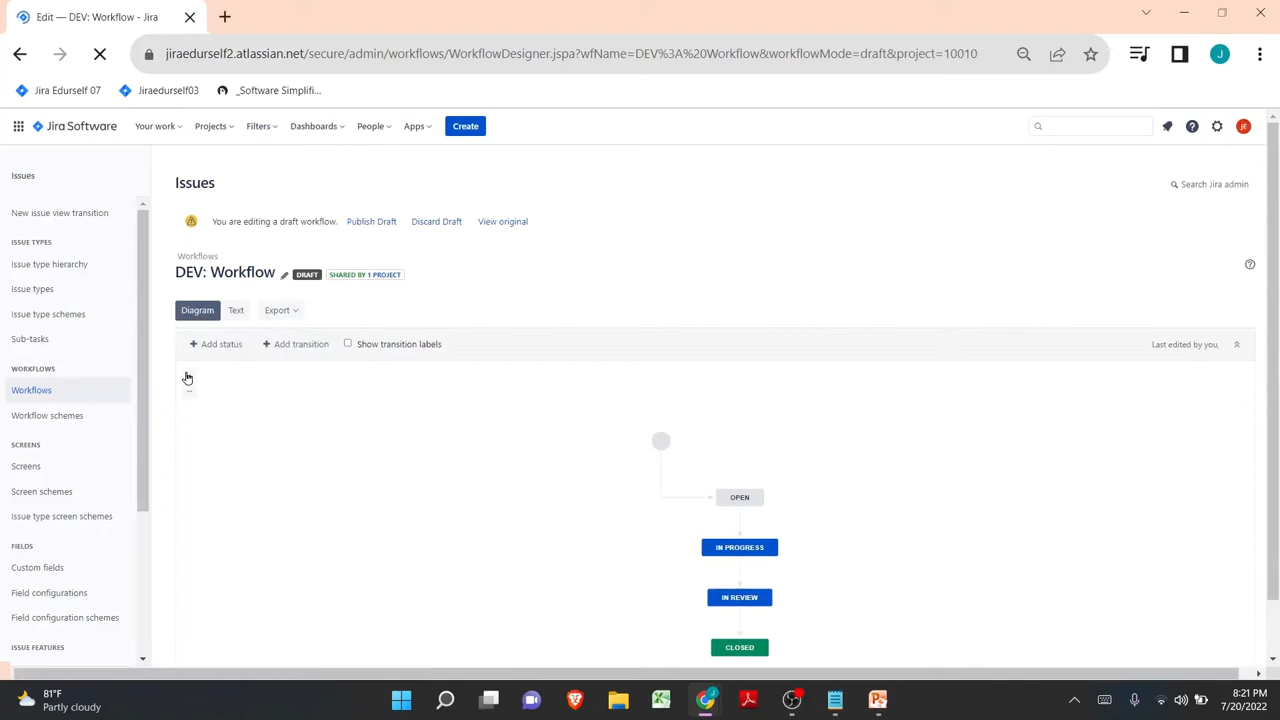 Edit — DEV: Workflow - Jira
jiraedurself2.atlassian.net/secure/admin/workflows/WorkflowDesigner.jspa?wfName=DEV%3A%20Workflow&workflowMode=draft&project=10010
J
Jira Edurself 07
Jiraedurself03
_Software Simplifi...
Jira Software
Your work
Projects
Filters
Dashboards
People
Apps
Create
JE
Issues
Issues
Search Jira admin
New issue view transition
You are editing a draft workflow. Publish Draft Discard Draft View original
ISSUE TYPES
Workflows
Issue type hierarchy
DEV: Workflow
DRAFT
SHARED BY 1 PROJECT
Issue types
Issue type schemes
Diagram
Text
Export
Sub-tasks
+ Add status
+ Add transition
Show transition labels
Last edited by you,
WORKFLOWS
Workflows
Workflow schemes
SCREENS
Screens
Screen schemes
Issue type screen schemes
FIELDS
Custom fields
Field configurations
Field configuration schemes
ISSUE FEATURES
OPEN
IN PROGRESS
IN REVIEW
CLOSED
81°F
Partly cloudy
8:21 PM
7/20/2022